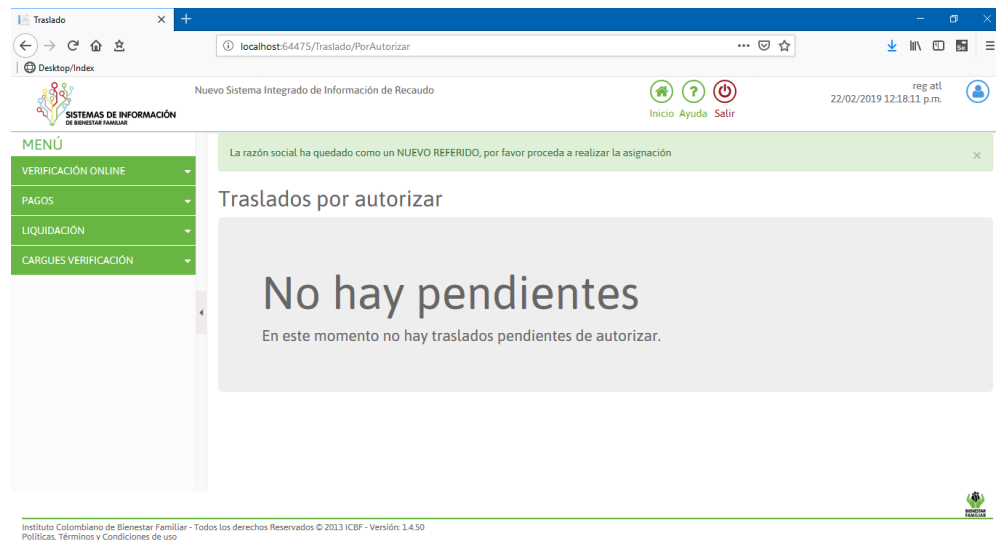 Traslado
localhost:64475/Traslado/PorAutorizar
Desktop/Index
SISTEMAS DE INFORMACIÓN
DE BIENESTAR FAMILIAR
Nuevo Sistema Integrado de Información de Recaudo
Inicio Ayuda Salir
reg atl
22/02/2019 12:18:11 p.m.
MENÚ
VERIFICACIÓN ONLINE
PAGOS
LIQUIDACIÓN
CARGUES VERIFICACIÓN
La razón social ha quedado como un NUEVO REFERIDO, por favor proceda a realizar la asignación
Traslados por autorizar
No hay pendientes
En este momento no hay traslados pendientes de autorizar.
BIENESTAR
FAMILIAR
Instituto Colombiano de Bienestar Familiar - Todos los derechos Reservados © 2013 ICBF - Versión: 1.4.50
Políticas, Términos y Condiciones de uso